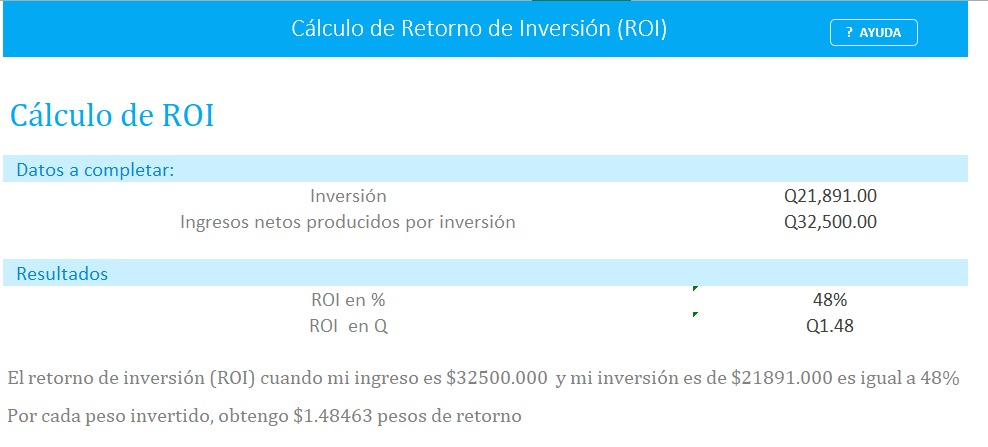 Cálculo de Retorno de Inversión (ROI)
? AYUDA
Cálculo de ROI
Datos a completar:
Inversión Q21,891.00
Ingresos netos producidos por inversión Q32,500.00
Resultados
ROI en % 48%
ROI en Q Q1.48
El retorno de inversión (ROI) cuando mi ingreso es $32500.000 y mi inversión es de $21891.000 es igual a 48%
Por cada peso invertido, obtengo $1.48463 pesos de retorno